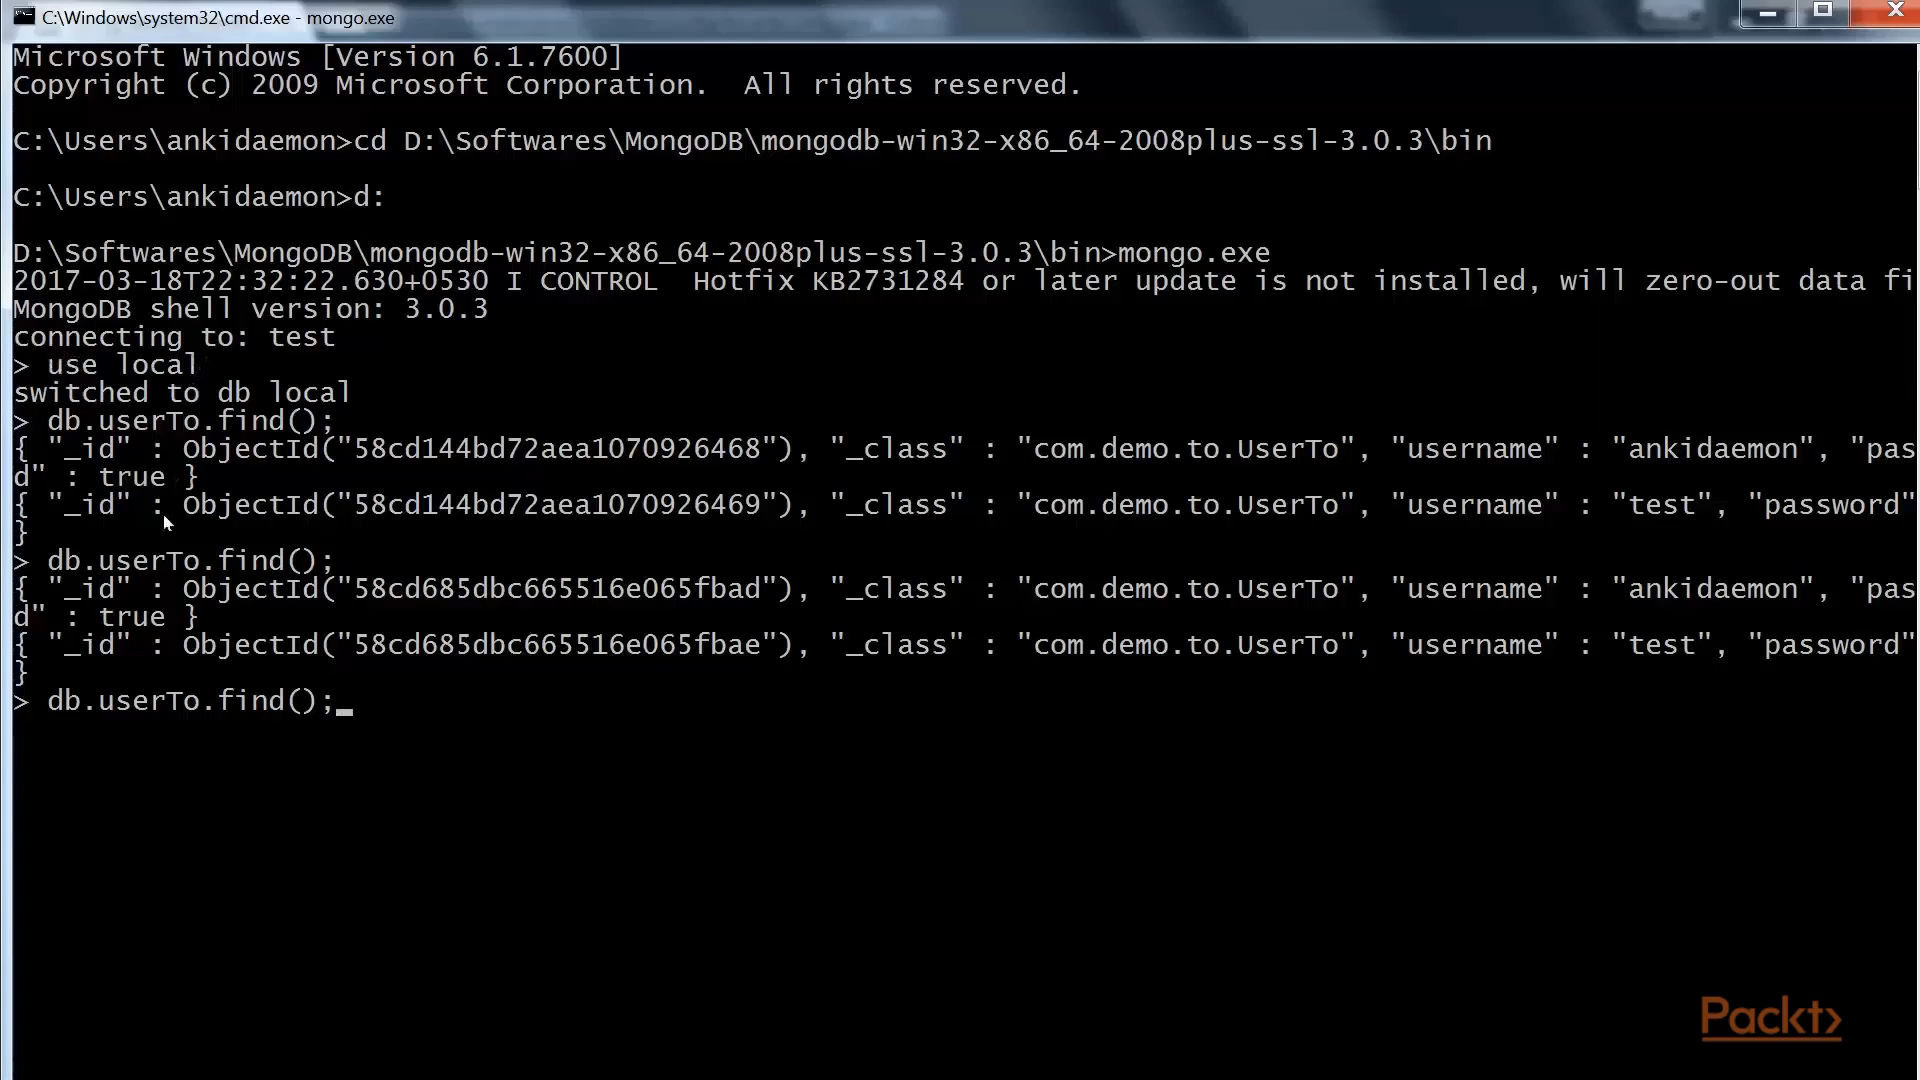 C:\Windows\system32\cmd.exe - mongo.exe
Microsoft Windows [Version 6.1.7600]
Copyright (c) 2009 Microsoft Corporation.  All rights reserved.
C:\Users\ankidaemon>cd D:\Softwares\MongoDB\mongodb-win32-x86_64-2008plus-ssl-3.0.3\bin
C:\Users\ankidaemon>d:
D:\Softwares\MongoDB\mongodb-win32-x86_64-2008plus-ssl-3.0.3\bin>mongo.exe
2017-03-18T22:32:22.630+0530 I CONTROL  Hotfix KB2731284 or later update is not installed, will zero-out data fi
MongoDB shell version: 3.0.3
connecting to: test
> use local
switched to db local
> db.userTo.find();
{ "_id" : ObjectId("58cd144bd72aea1070926468"), "_class" : "com.demo.to.UserTo", "username" : "ankidaemon", "pas
d" : true }
{ "_id" : ObjectId("58cd144bd72aea1070926469"), "_class" : "com.demo.to.UserTo", "username" : "test", "password"
}
> db.userTo.find();
{ "_id" : ObjectId("58cd685dbc665516e065fbad"), "_class" : "com.demo.to.UserTo", "username" : "ankidaemon", "pas
d" : true }
{ "_id" : ObjectId("58cd685dbc665516e065fbae"), "_class" : "com.demo.to.UserTo", "username" : "test", "password"
}
> db.userTo.find();_
Packt>